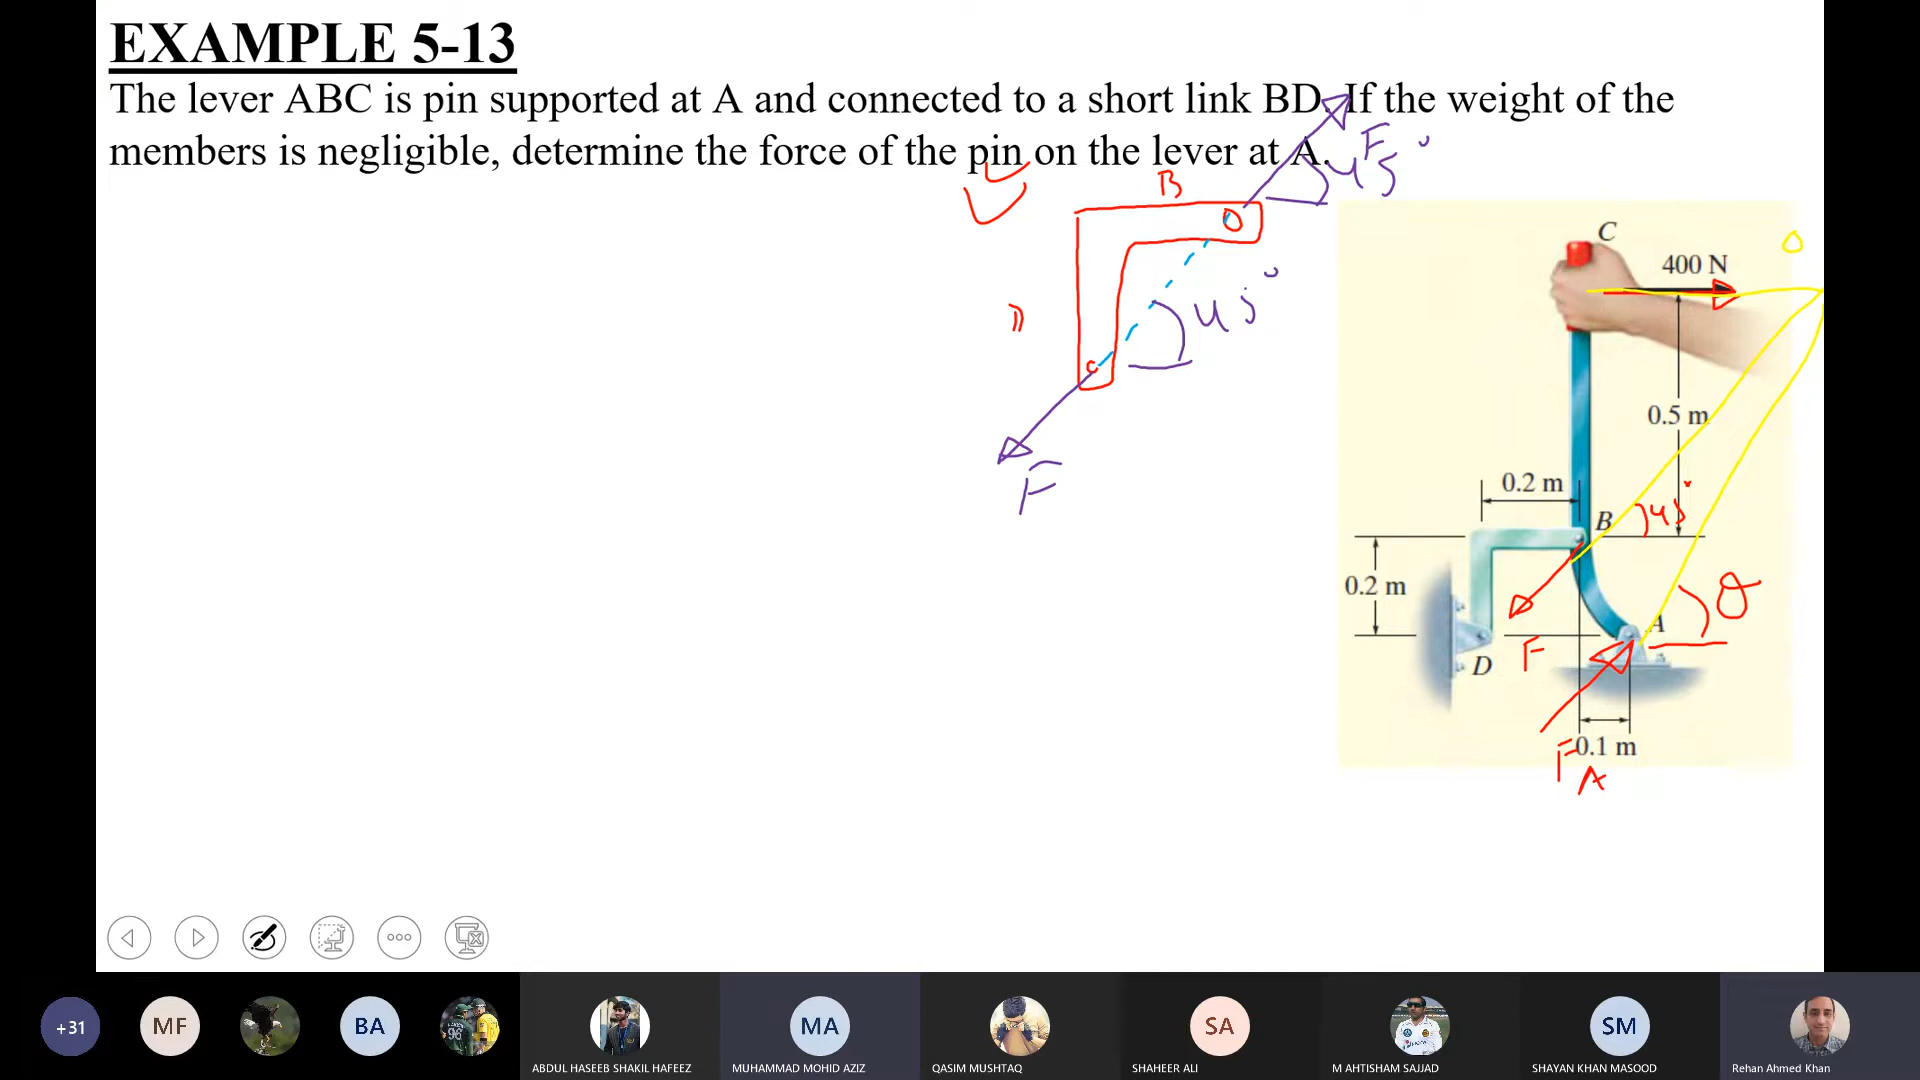 EXAMPLE 5-13
The lever ABC is pin supported at A and connected to a short link BD. If the weight of the
members is negligible, determine the force of the pin on the lever at A.
F
45°
B
D
45°
F
C
400 N
O
0.5 m
0.2 m
B
45°
0.2 m
θ
A
D
F
0.1 m
F
A
+31
MF
BA
96
MA
SA
SM
ABDUL HASEEB SHAKIL HAFEEZ
MUHAMMAD MOHID AZIZ
QASIM MUSHTAQ
SHAHEER ALI
M AHTISHAM SAJJAD
SHAYAN KHAN MASOOD
Rehan Ahmed Khan